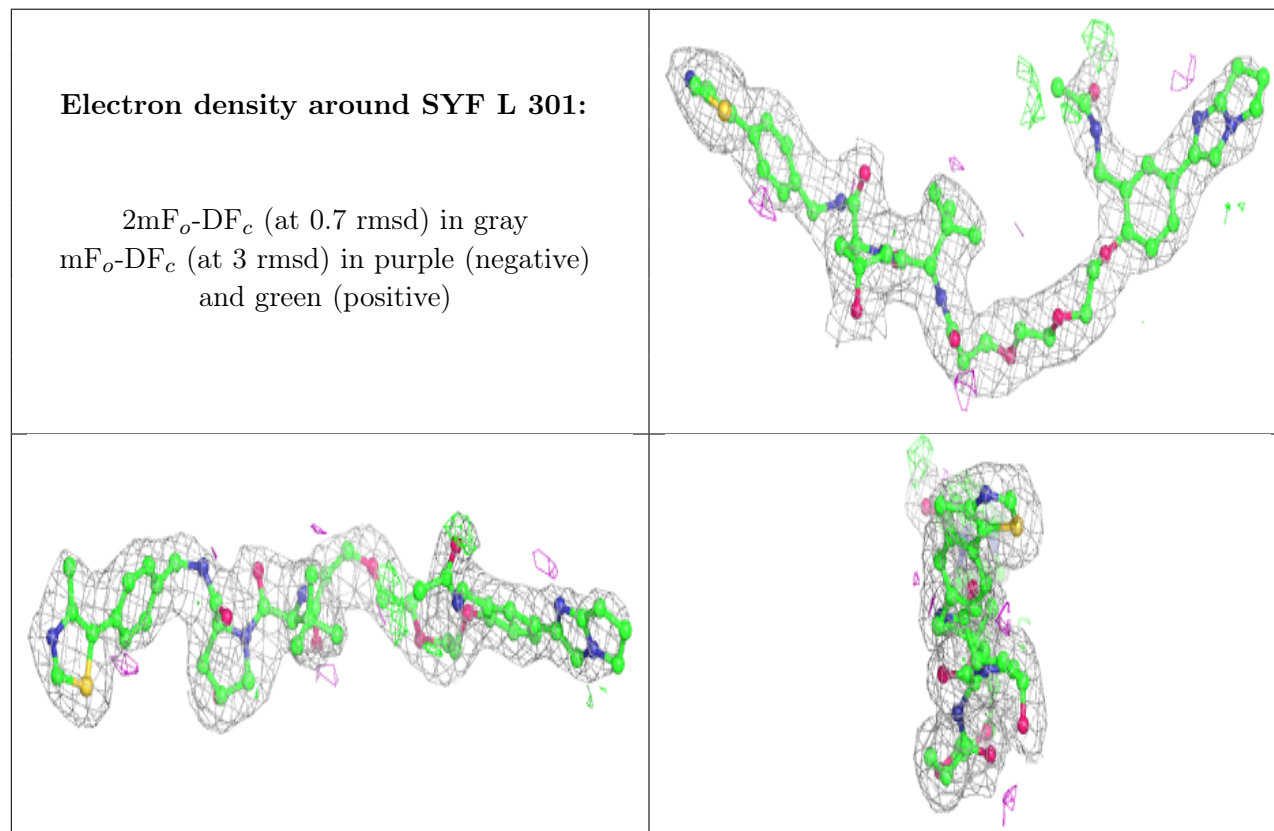 Electron density around SYF L 301:
2mFo-DFc (at 0.7 rmsd) in gray
mFo-DFc (at 3 rmsd) in purple (negative)
and green (positive)